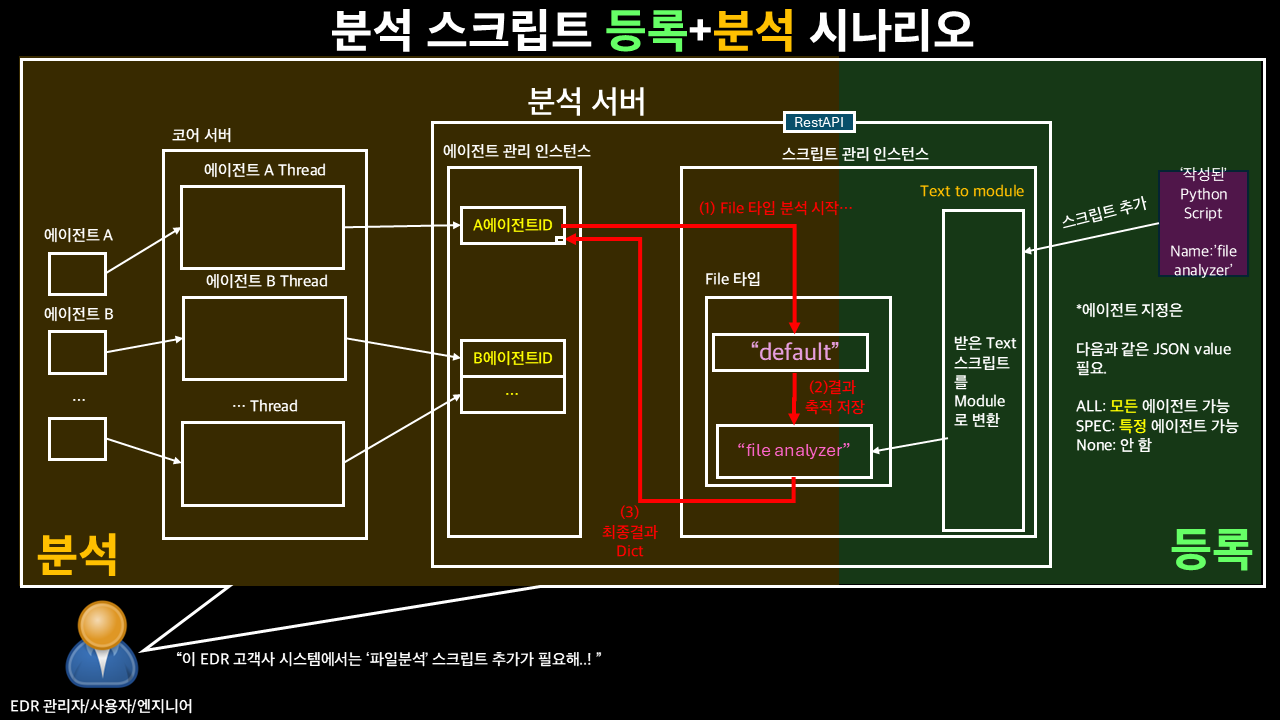 분석 스크립트 등록+분석 시나리오
분석 서버
RestAPI
코어 서버
에이전트 관리 인스턴스
스크립트 관리 인스턴스
에이전트 A Thread
Text to module
‘작성된’
Python
Script
Name:’file
analyzer’
스크립트 추가
(1) File 타입 분석 시작…
A에이전트ID
에이전트 A
에이전트 B Thread
File 타입
에이전트 B
*에이전트 지정은
다음과 같은 JSON value
필요.
ALL: 모든 에이전트 가능
SPEC: 특정 에이전트 가능
None: 안 함
“default”
받은 Text
스크립트
를
Module
로 변환
B에이전트ID
…
(2)결과
축적 저장
…
… Thread
“file analyzer”
(3)
최종결과
Dict
분석
등록
“이 EDR 고객사 시스템에서는 ‘파일분석’ 스크립트 추가가 필요해..! ”
EDR 관리자/사용자/엔지니어